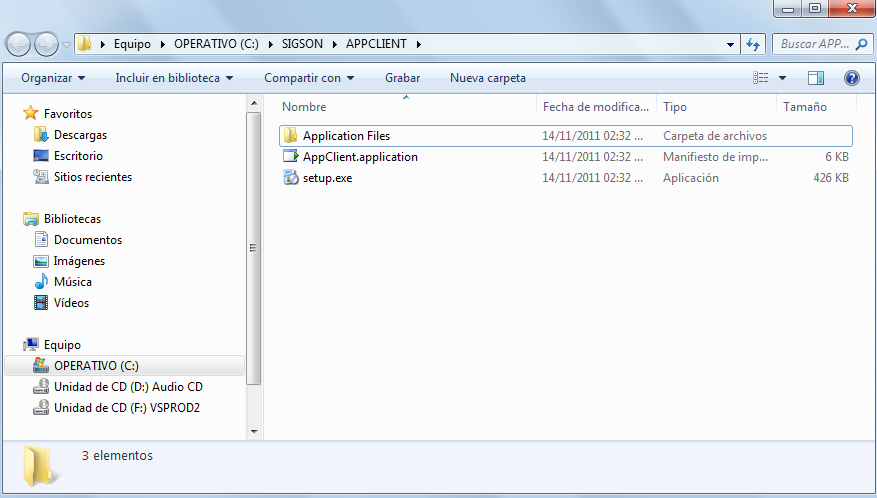 Equipo OPERATIVO (C:) SIGSON APPCLIENT Buscar APP...
Organizar Incluir en biblioteca Compartir con Grabar Nueva carpeta
Favoritos
Descargas
Escritorio
Sitios recientes
Bibliotecas
Documentos
Imágenes
Música
Vídeos
Equipo
OPERATIVO (C:)
Unidad de CD (D:) Audio CD
Unidad de CD (F:) VSPROD2
Nombre Fecha de modifica... Tipo Tamaño
Application Files 14/11/2011 02:32 ... Carpeta de archivos
AppClient.application 14/11/2011 02:32 ... Manifiesto de imp... 6 KB
setup.exe 14/11/2011 02:32 ... Aplicación 426 KB
3 elementos